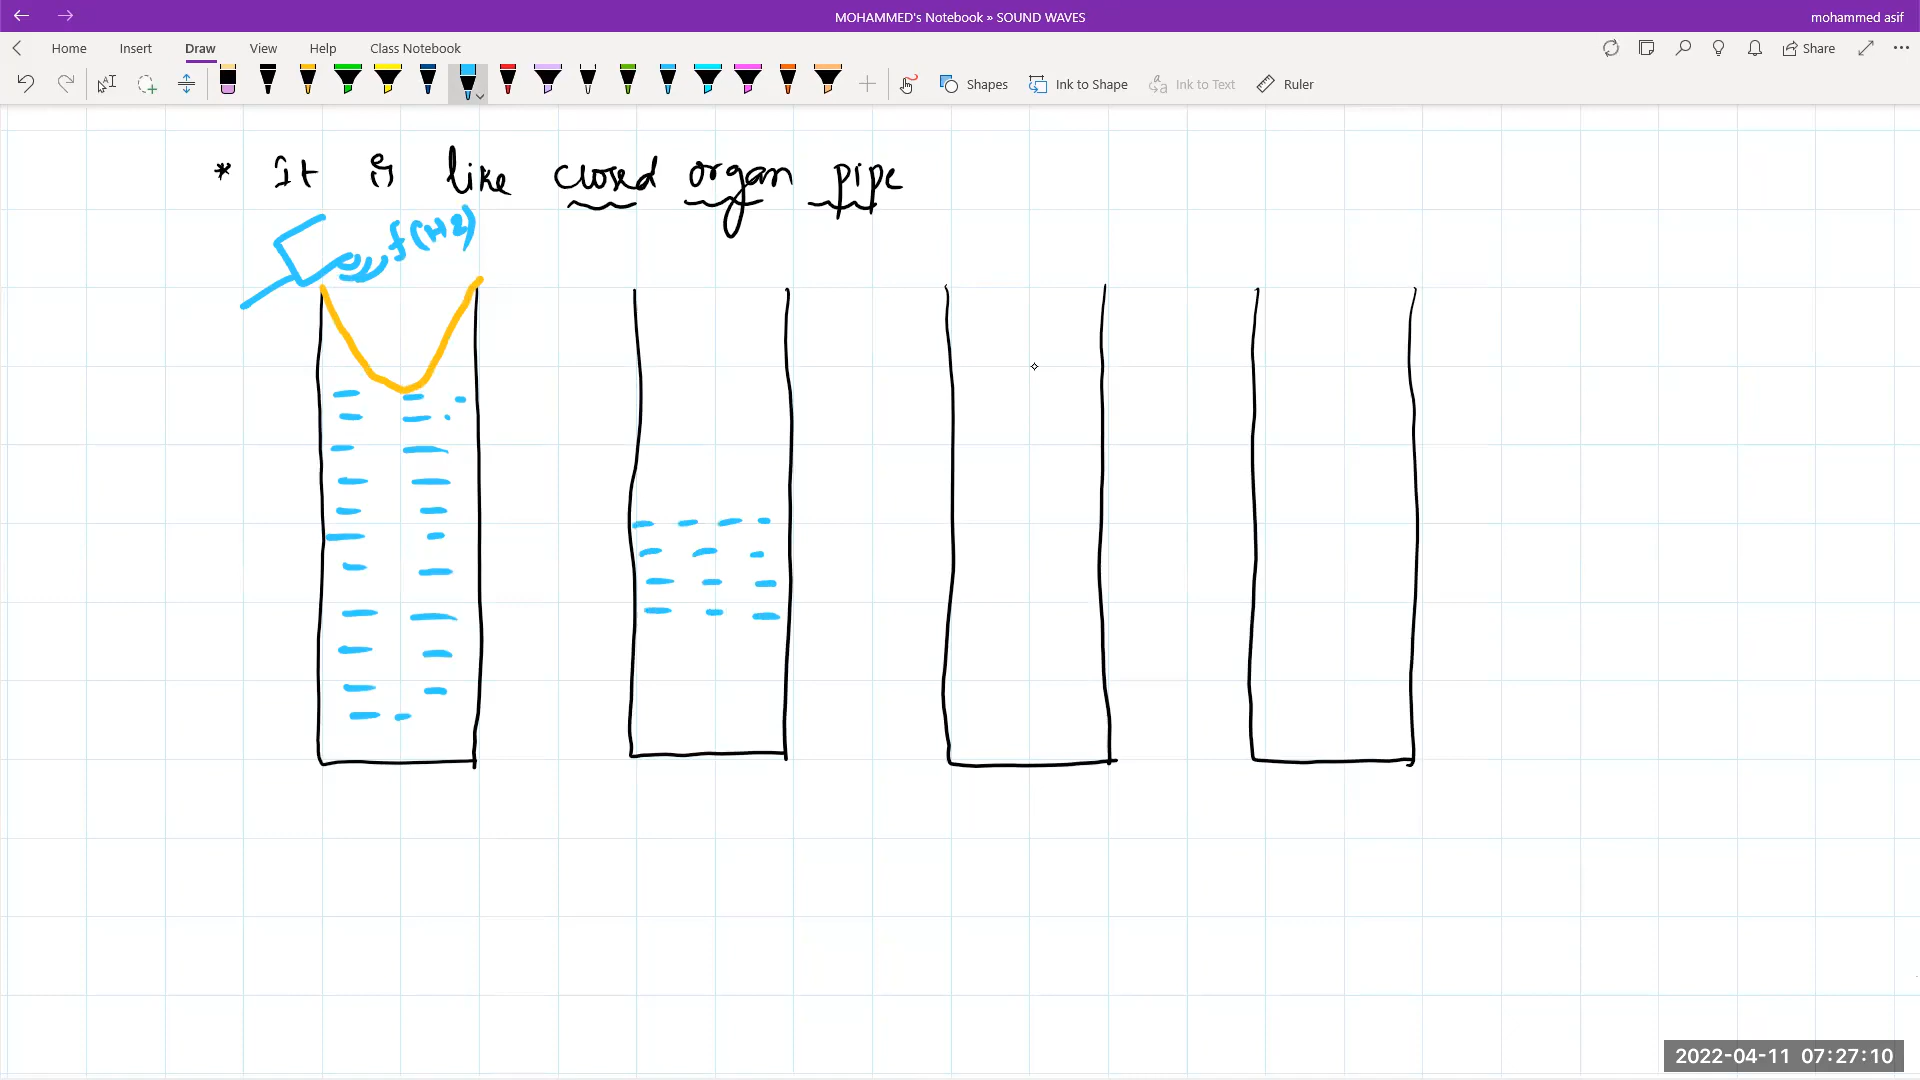 MOHAMMED's Notebook » SOUND WAVES
mohammed asif
Home Insert Draw View Help Class Notebook
Share
Shapes Ink to Shape Ink to Text Ruler
* It is like closed organ pipe
f(Hz)
2022-04-11 07:27:10